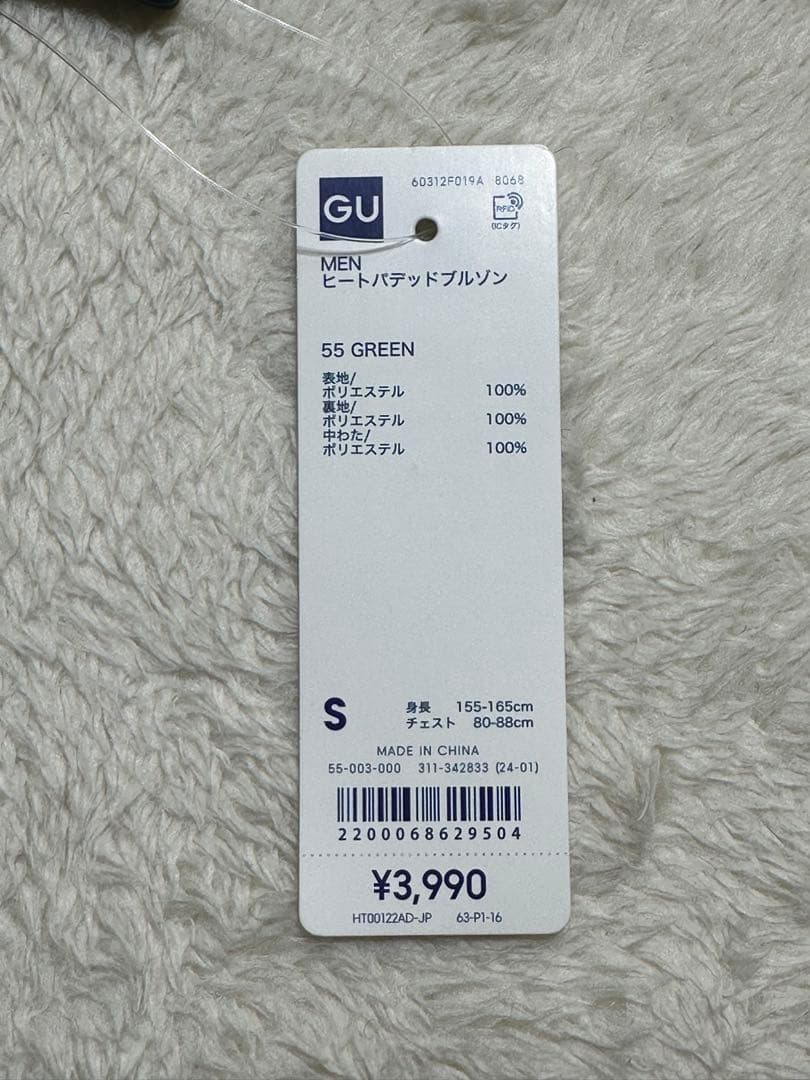 GU
60312F019A 8068
RFID
(ICタグ)
MEN
ヒートパデッドブルゾン
55 GREEN
表地/
ポリエステル 100%
裏地/
ポリエステル 100%
中わた/
ポリエステル 100%
S
身長 155-165cm
チェスト 80-88cm
MADE IN CHINA
55-003-000 311-342833 (24-01)
2200068629504
¥3,990
HT00122AD-JP 63-P1-16